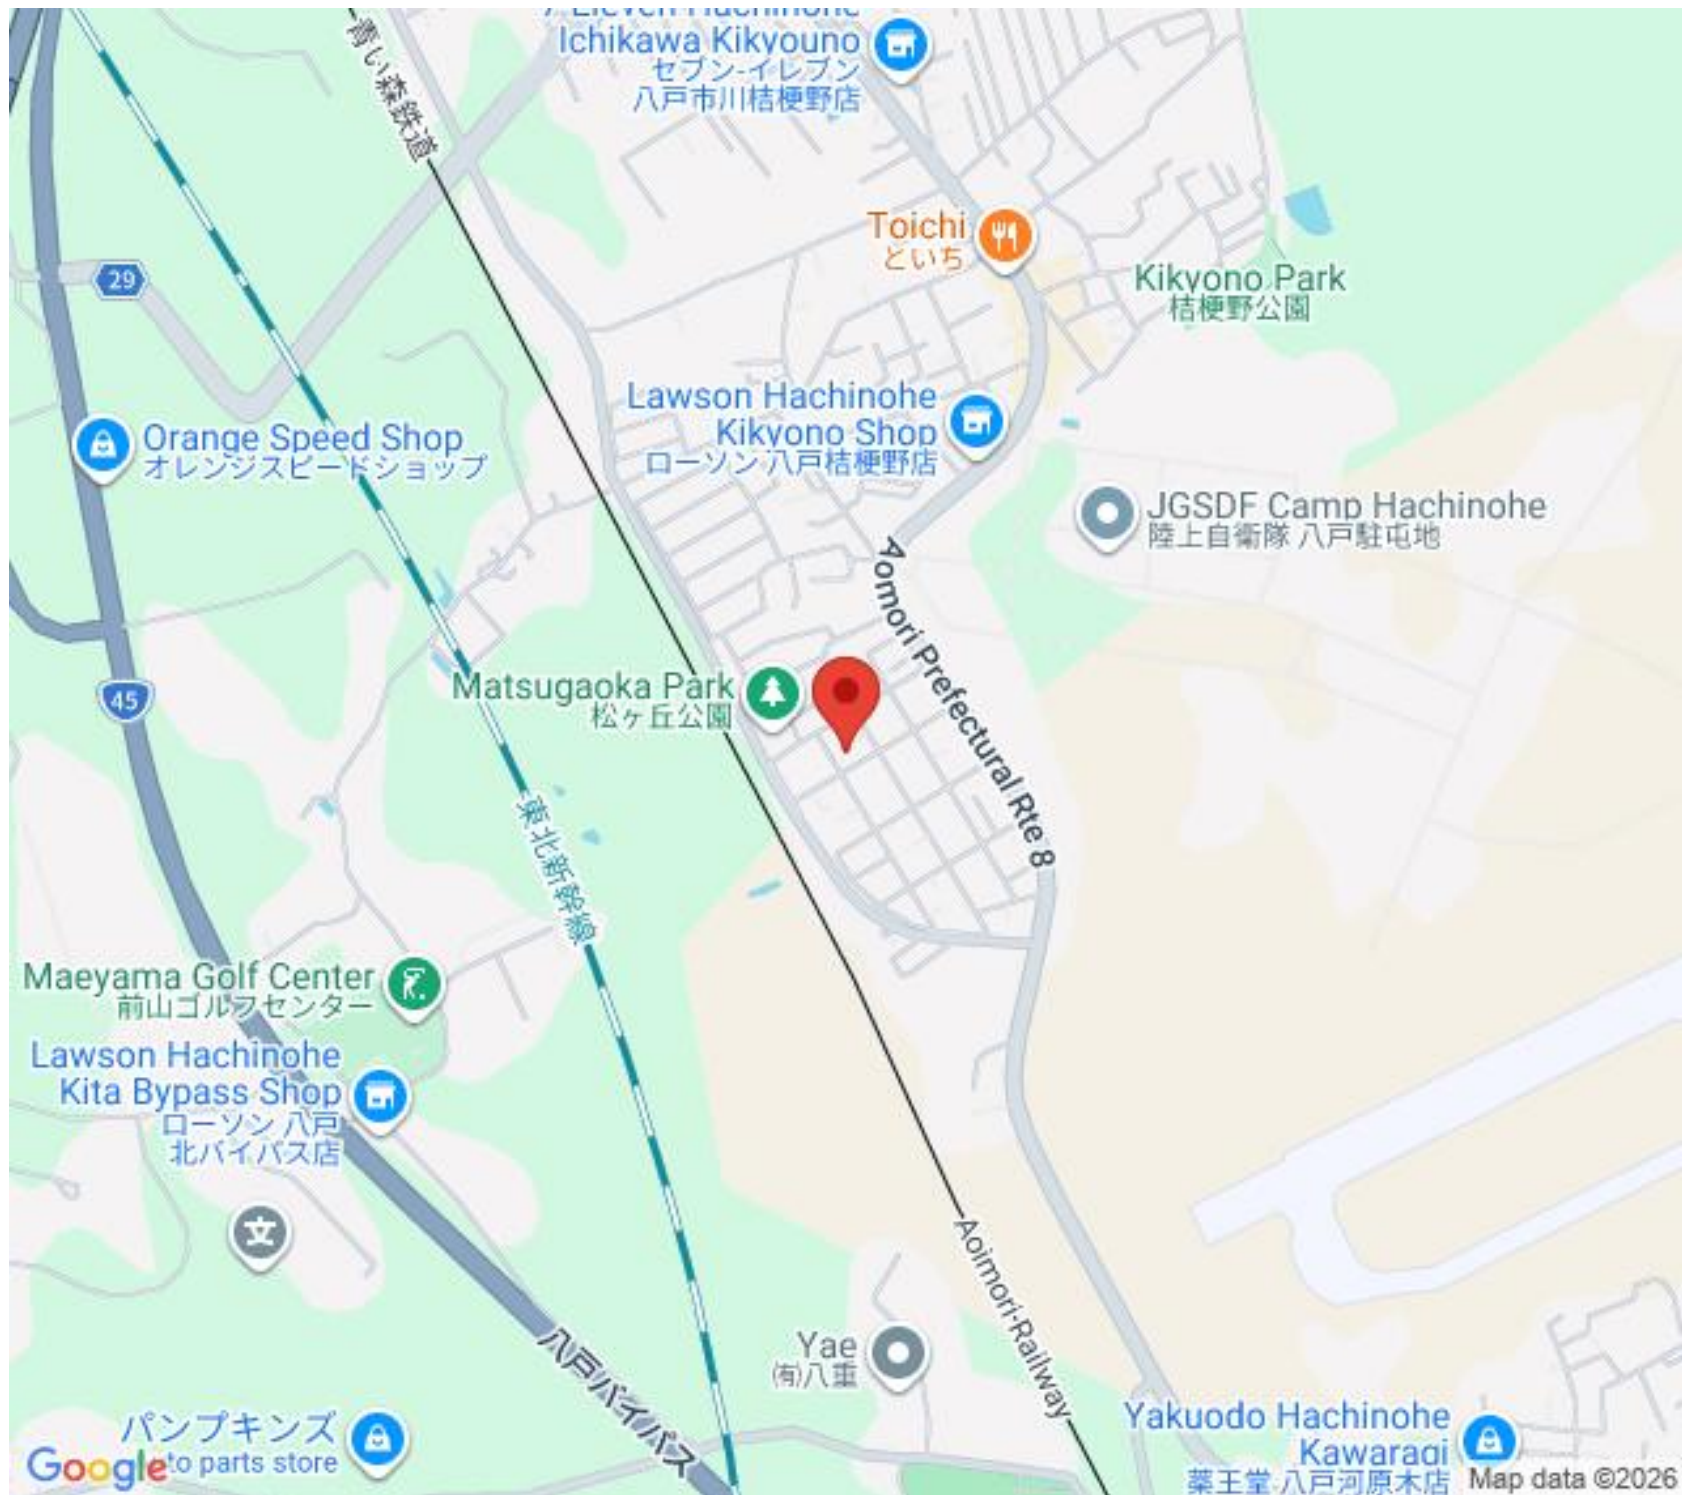 7-Eleven Hachinohe
Ichikawa Kikyouno
セブン-イレブン
八戸市川桔梗野店
青い森鉄道
Toichi
といち
29
Kikyono Park
桔梗野公園
Lawson Hachinohe
Kikyono Shop
ローソン 八戸桔梗野店
Orange Speed Shop
オレンジスピードショップ
JGSDF Camp Hachinohe
陸上自衛隊 八戸駐屯地
Aomori Prefectural Rte 8
45
Matsugaoka Park
松ヶ丘公園
東北新幹線
Maeyama Golf Center
前山ゴルフセンター
Lawson Hachinohe
Kita Bypass Shop
ローソン 八戸
北バイパス店
文
Aoimori Railway
八戸バイパス
Yae
㈲八重
パンプキンズ
to parts store
Google
Yakuodo Hachinohe
Kawaragi
薬王堂 八戸河原木店
Map data ©2026